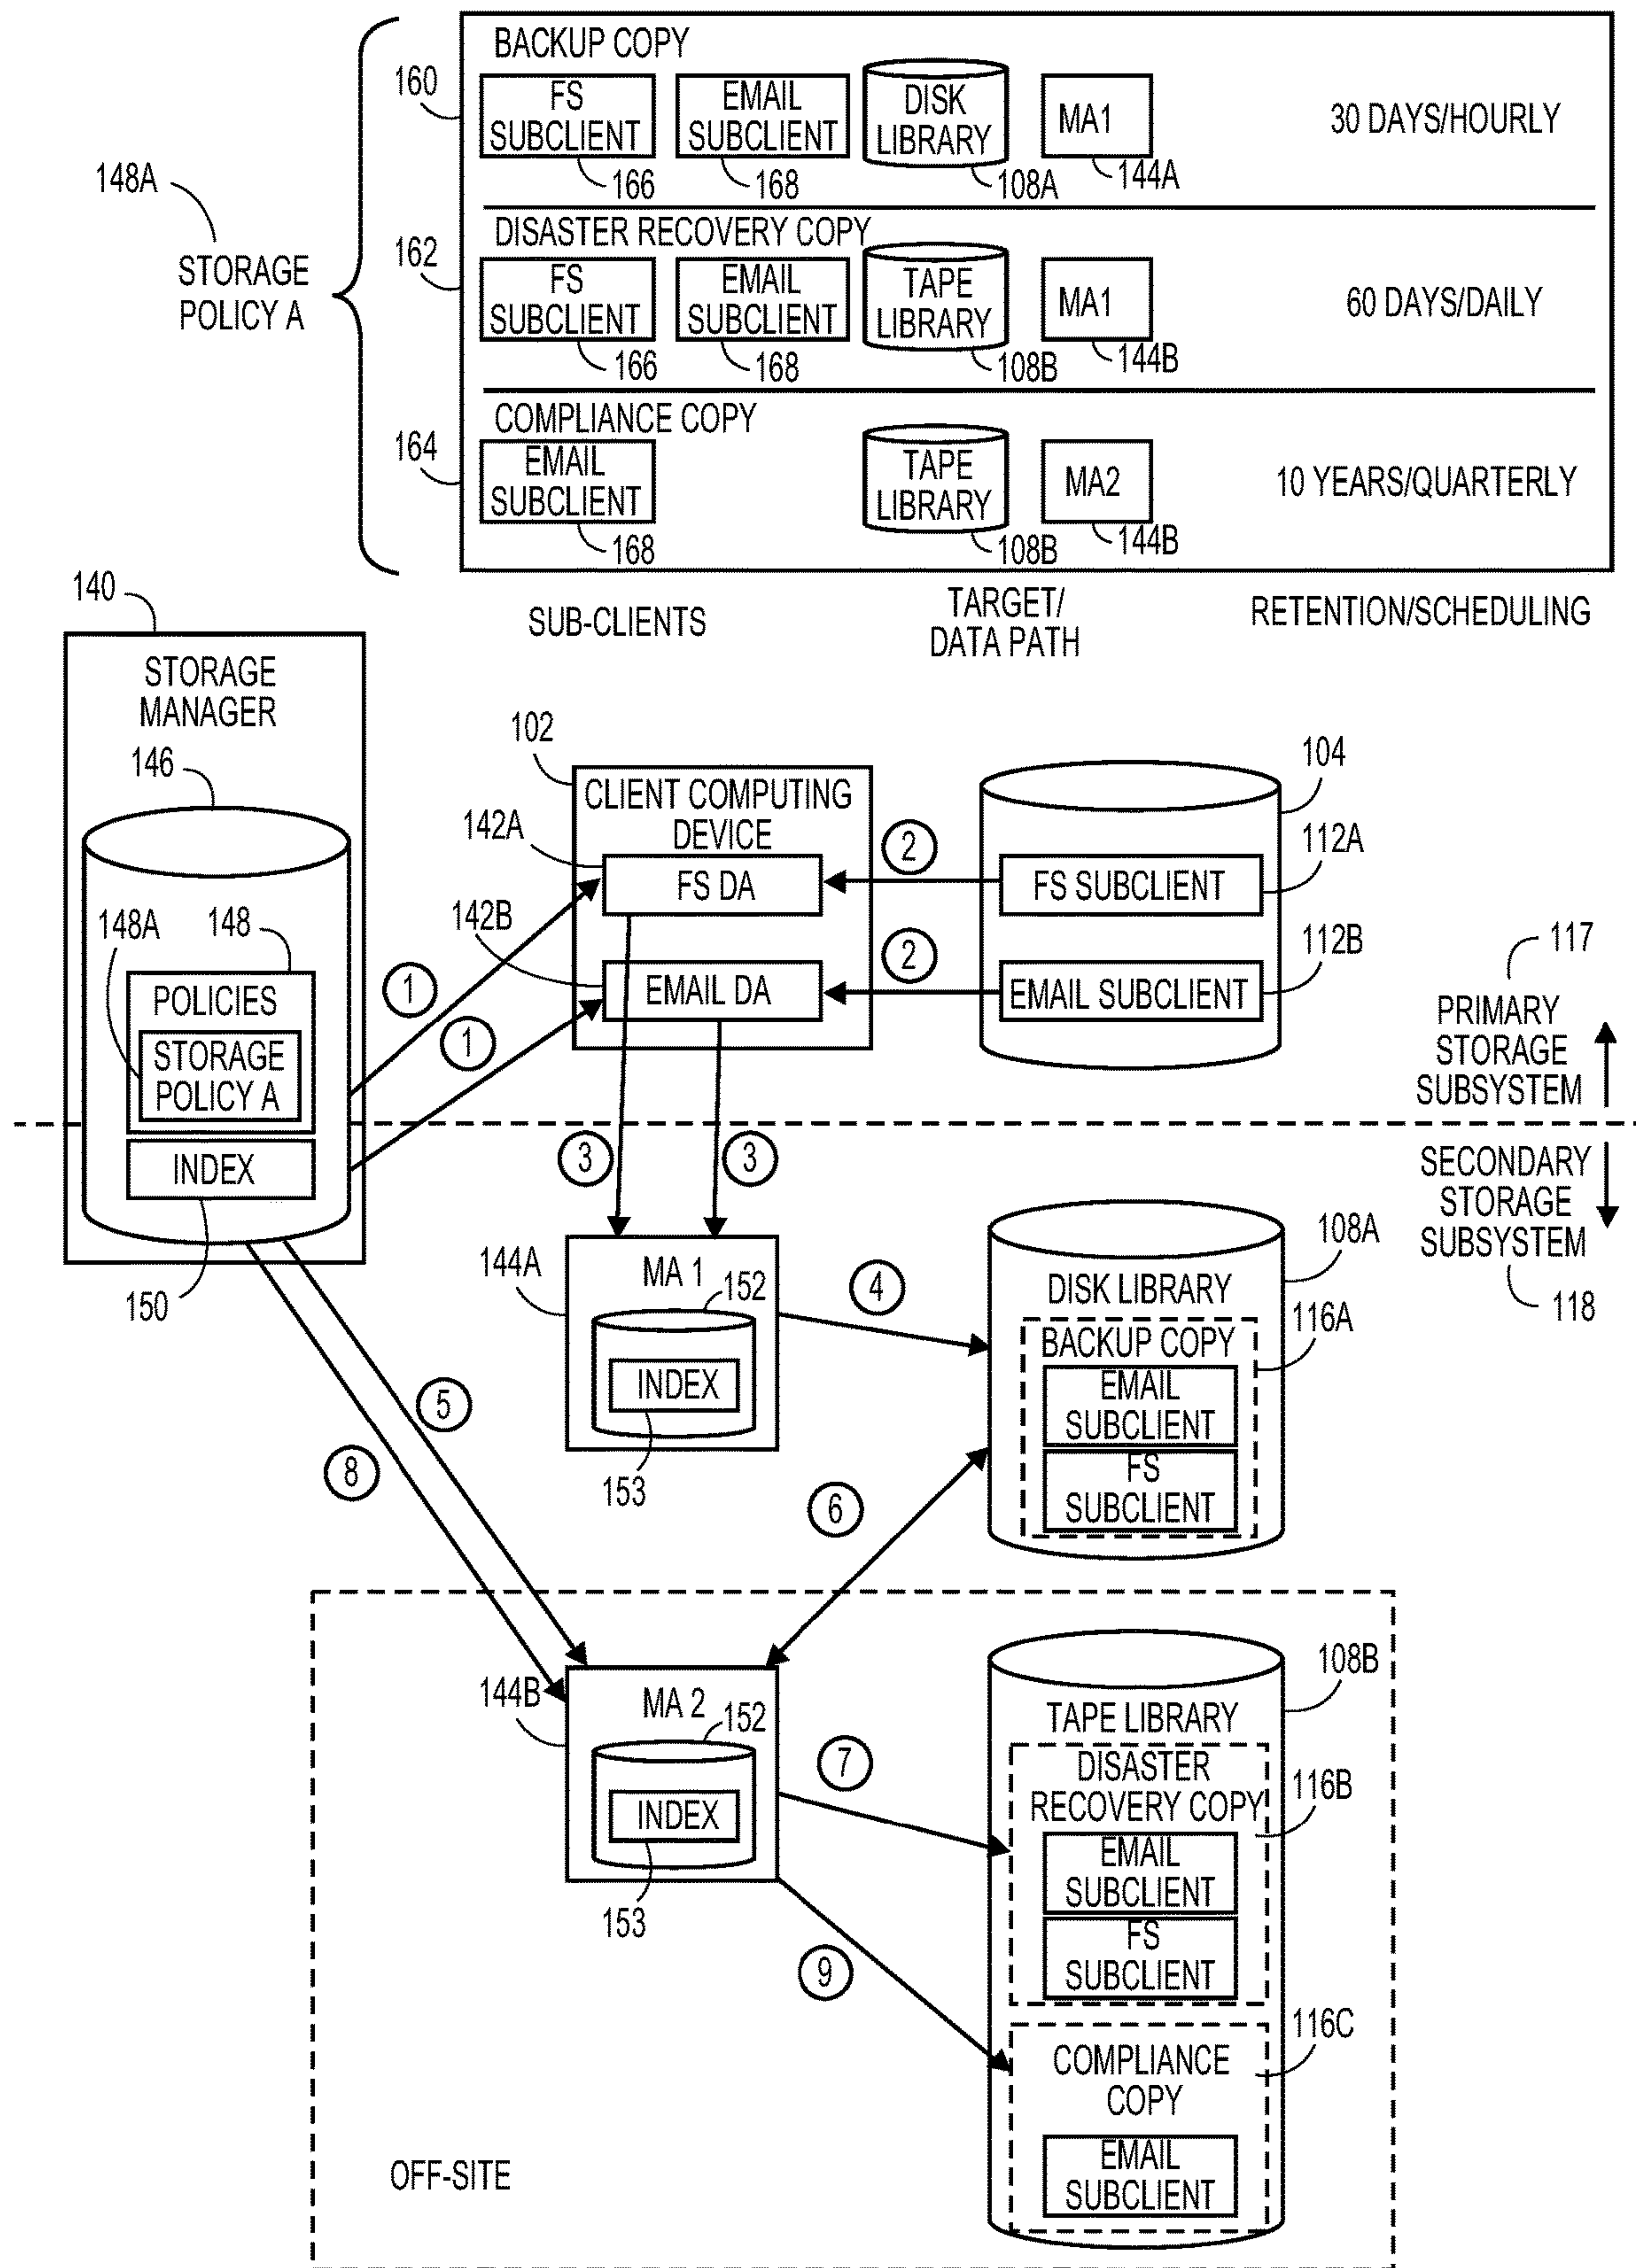 BACKUP COPY
160
FS
SUBCLIENT
166
EMAIL
SUBCLIENT
168
DISK
LIBRARY
108A
MA1
144A
30 DAYS/HOURLY
148A
STORAGE
POLICY A
DISASTER RECOVERY COPY
162
FS
SUBCLIENT
166
EMAIL
SUBCLIENT
168
TAPE
LIBRARY
108B
MA1
144B
60 DAYS/DAILY
COMPLIANCE COPY
164
EMAIL
SUBCLIENT
168
TAPE
LIBRARY
108B
MA2
144B
10 YEARS/QUARTERLY
SUB-CLIENTS
TARGET/
DATA PATH
RETENTION/SCHEDULING
140
STORAGE
MANAGER
146
148A
148
POLICIES
STORAGE
POLICY A
INDEX
150
102
CLIENT COMPUTING
DEVICE
142A
FS DA
142B
EMAIL DA
1
1
2
2
104
112A
FS SUBCLIENT
112B
EMAIL SUBCLIENT
117
PRIMARY
STORAGE
SUBSYSTEM
SECONDARY
STORAGE
SUBSYSTEM
118
3
3
144A
MA 1
152
INDEX
153
4
108A
DISK LIBRARY
116A
BACKUP COPY
EMAIL
SUBCLIENT
FS
SUBCLIENT
5
8
6
144B
MA 2
152
INDEX
153
7
9
108B
TAPE LIBRARY
DISASTER
RECOVERY COPY
116B
EMAIL
SUBCLIENT
FS
SUBCLIENT
116C
COMPLIANCE
COPY
EMAIL
SUBCLIENT
OFF-SITE